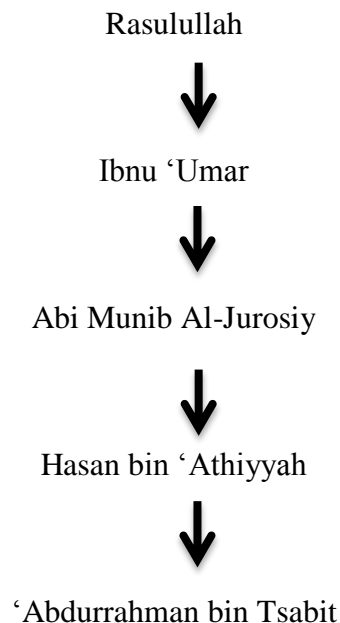 Rasulullah
Ibnu ‘Umar
Abi Munib Al-Jurosiy
Hasan bin ‘Athiyyah
‘Abdurrahman bin Tsabit